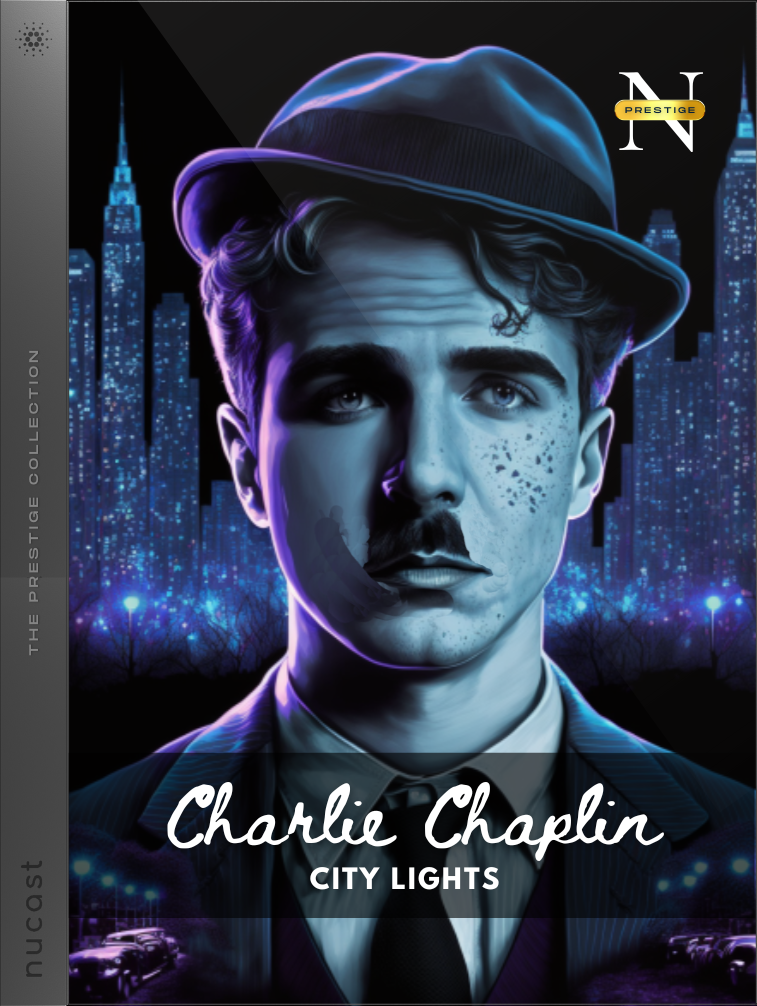 THE PRESTIGE COLLECTION
nucast
N
PRESTIGE
Charlie Chaplin
CITY LIGHTS